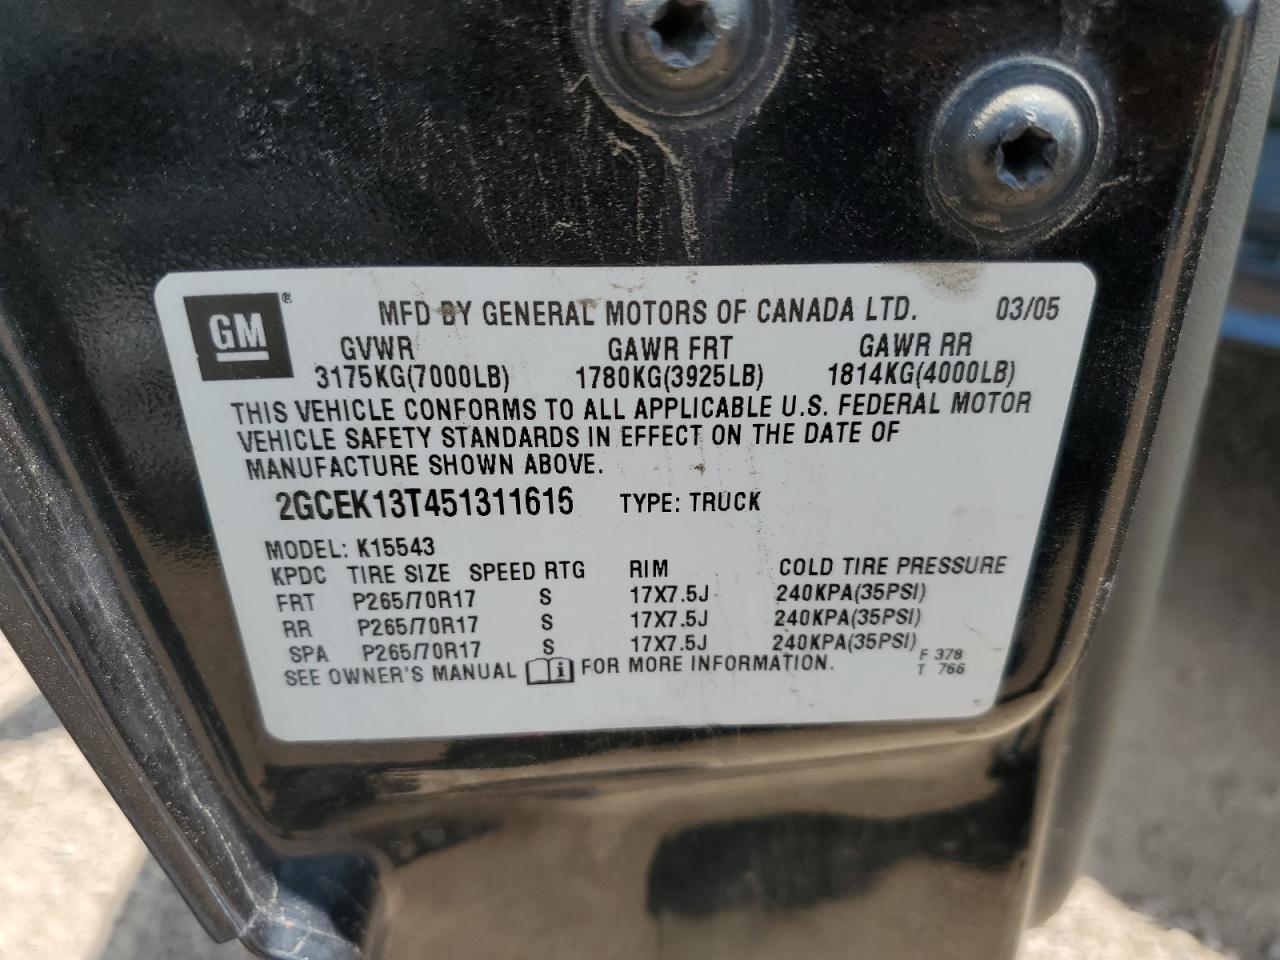 GM® MFD BY GENERAL MOTORS OF CANADA LTD. 03/05
GVWR GAWR FRT GAWR RR
3175KG(7000LB) 1780KG(3925LB) 1814KG(4000LB)
THIS VEHICLE CONFORMS TO ALL APPLICABLE U.S. FEDERAL MOTOR
VEHICLE SAFETY STANDARDS IN EFFECT ON THE DATE OF
MANUFACTURE SHOWN ABOVE.
2GCEK13T451311616 TYPE: TRUCK
MODEL: K15543
KPDC TIRE SIZE SPEED RTG RIM COLD TIRE PRESSURE
FRT P265/70R17 S 17X7.5J 240KPA(35PSI)
RR P265/70R17 S 17X7.5J 240KPA(35PSI)
SPA P265/70R17 S 17X7.5J 240KPA(35PSI)
SEE OWNER'S MANUAL i FOR MORE INFORMATION. F 378
T 766